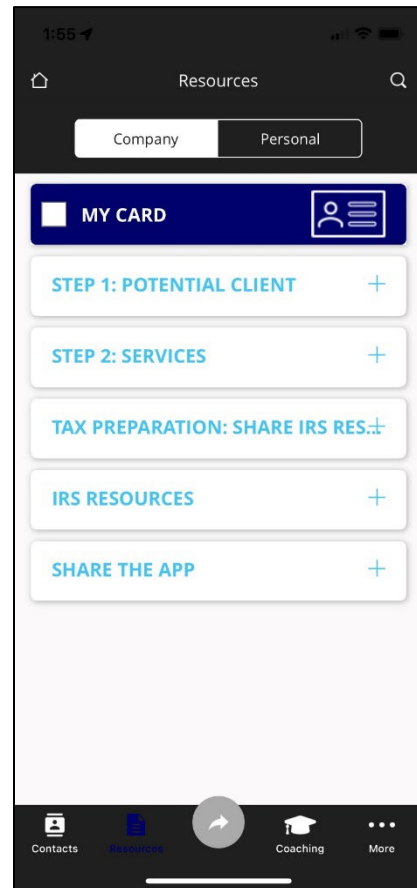 1:55
Resources
Company Personal
MY CARD
STEP 1: POTENTIAL CLIENT
STEP 2: SERVICES
TAX PREPARATION: SHARE IRS RES...
IRS RESOURCES
SHARE THE APP
Contacts Resources Coaching More